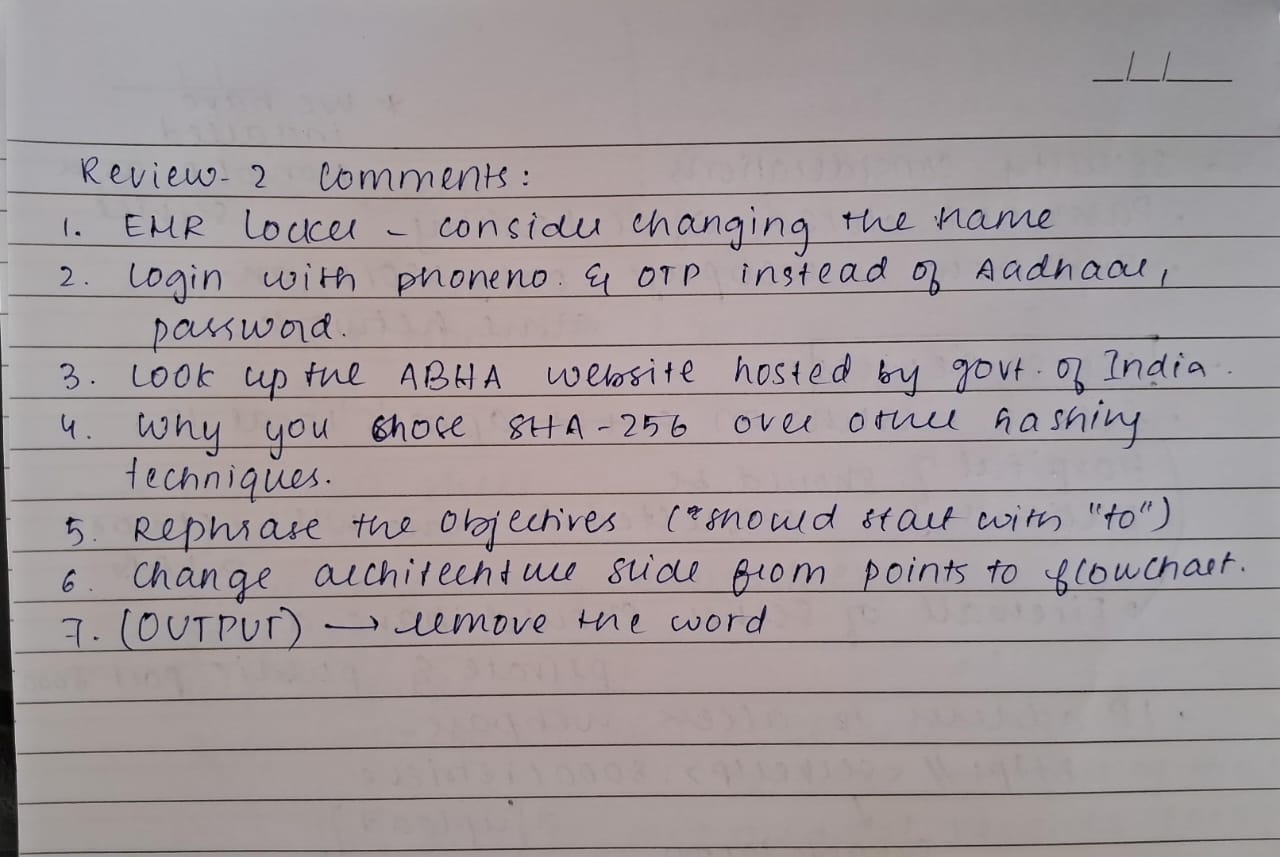 Review-2 Comments:
1. EMR Locker - consider changing the name
2. Login with phoneno. & OTP instead of Aadhaar,
password.
3. Look up the ABHA website hosted by govt. of India.
4. Why you chose SHA-256 over other hashing
techniques.
5. Rephrase the Objectives (*should start with "to")
6. Change architechture slide from points to flowchart.
7. (OUTPUT) → remove the word